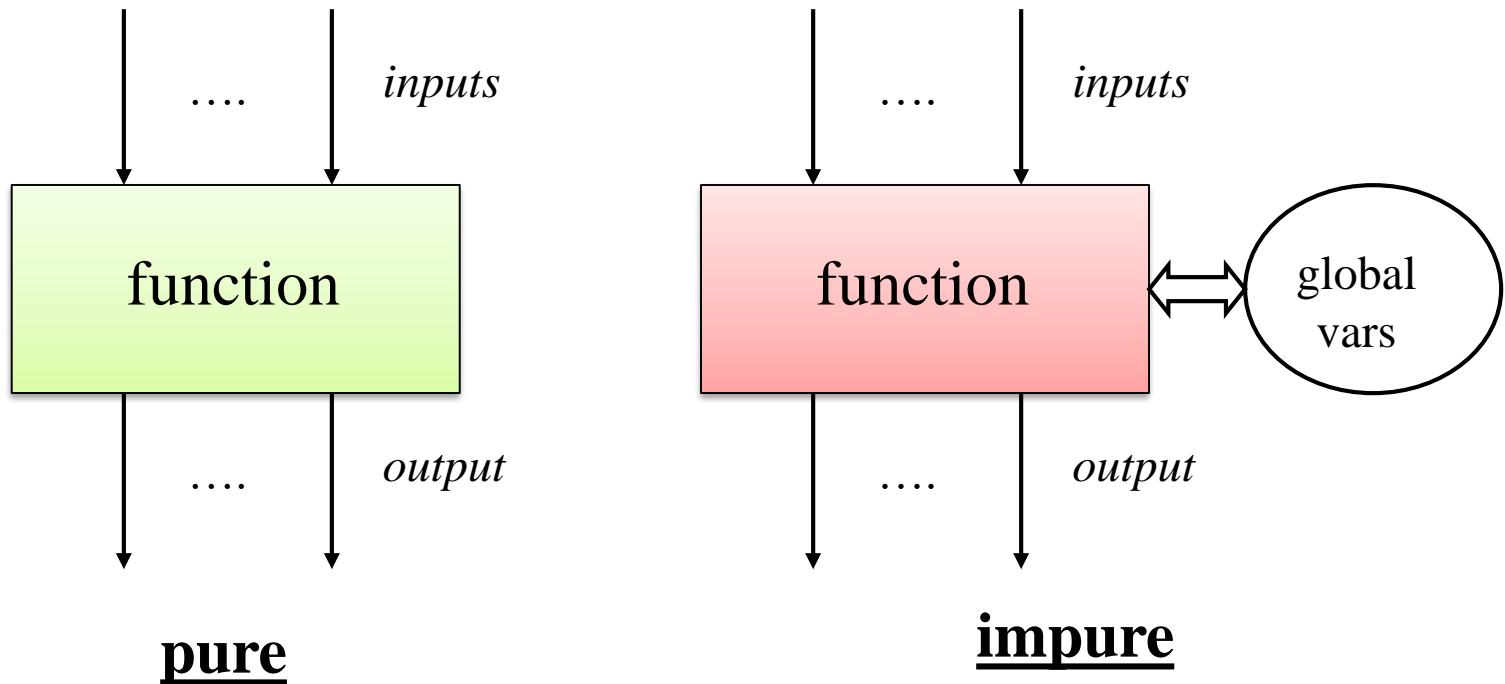 inputs
….
function
output
….
pure
inputs
….
function
global
vars
output
….
impure